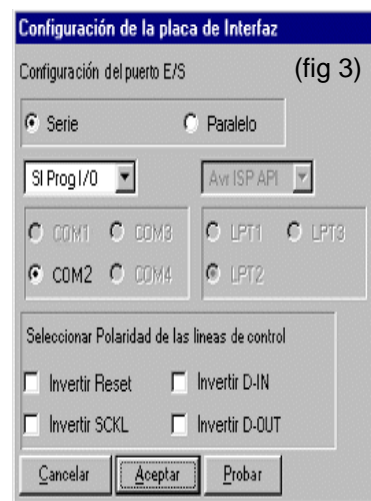 Configuración de la placa de Interfaz
Configuración del puerto E/S (fig 3)
Serie Paralelo
SI Prog I/O Avr ISP API
COM1 COM3 LPT1 LPT3
COM2 COM4 LPT2
Seleccionar Polaridad de las lineas de control
Invertir Reset Invertir D-IN
Invertir SCKL Invertir D-OUT
Cancelar Aceptar Probar